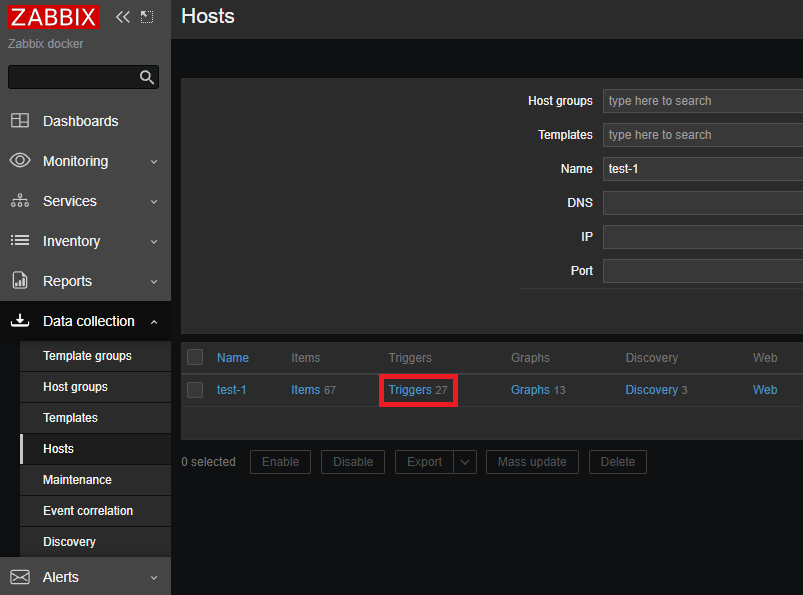 ZABBIX
Zabbix docker
Dashboards
Monitoring
Services
Inventory
Reports
Data collection
Template groups
Host groups
Templates
Hosts
Maintenance
Event correlation
Discovery
Alerts
Hosts
Host groups type here to search
Templates type here to search
Name test-1
DNS
IP
Port
Name Items Triggers Graphs Discovery Web
test-1 Items 67 Triggers 27 Graphs 13 Discovery 3 Web
0 selected Enable Disable Export Mass update Delete